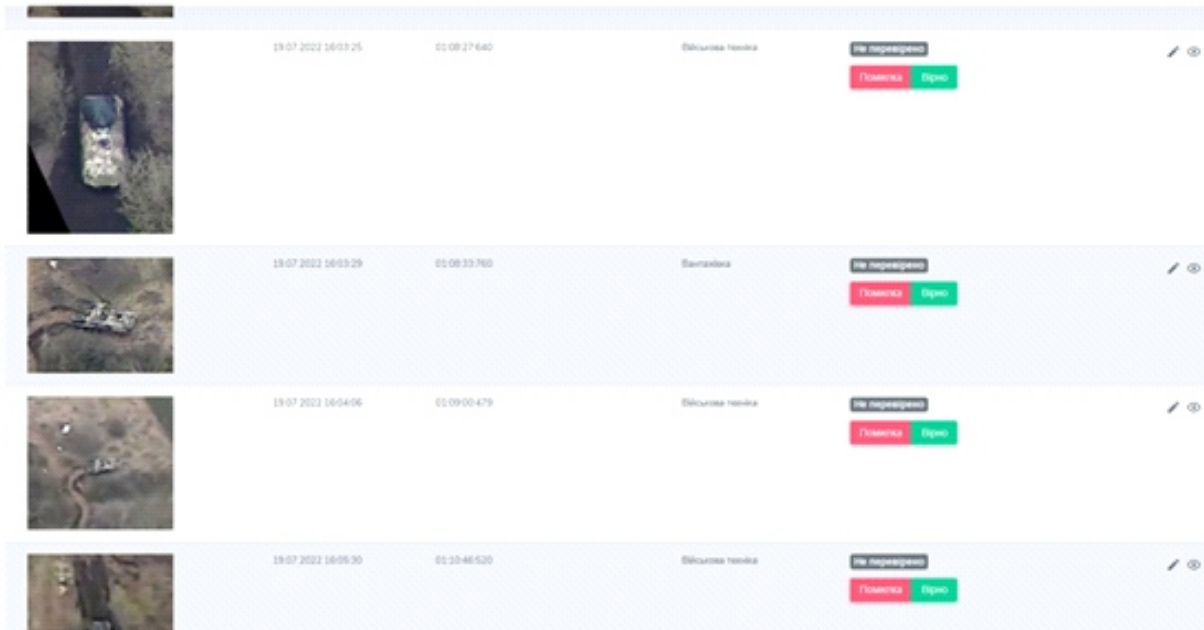 19.07.2022 16:03:25 01:08:27.640 Військова техніка Не перевірено
Помилка Вірно
19.07.2022 16:03:29 01:08:33.760 Вантажівка Не перевірено
Помилка Вірно
19.07.2022 16:04:06 01:09:00.479 Військова техніка Не перевірено
Помилка Вірно
19.07.2022 16:05:30 01:10:46.520 Військова техніка Не перевірено
Помилка Вірно